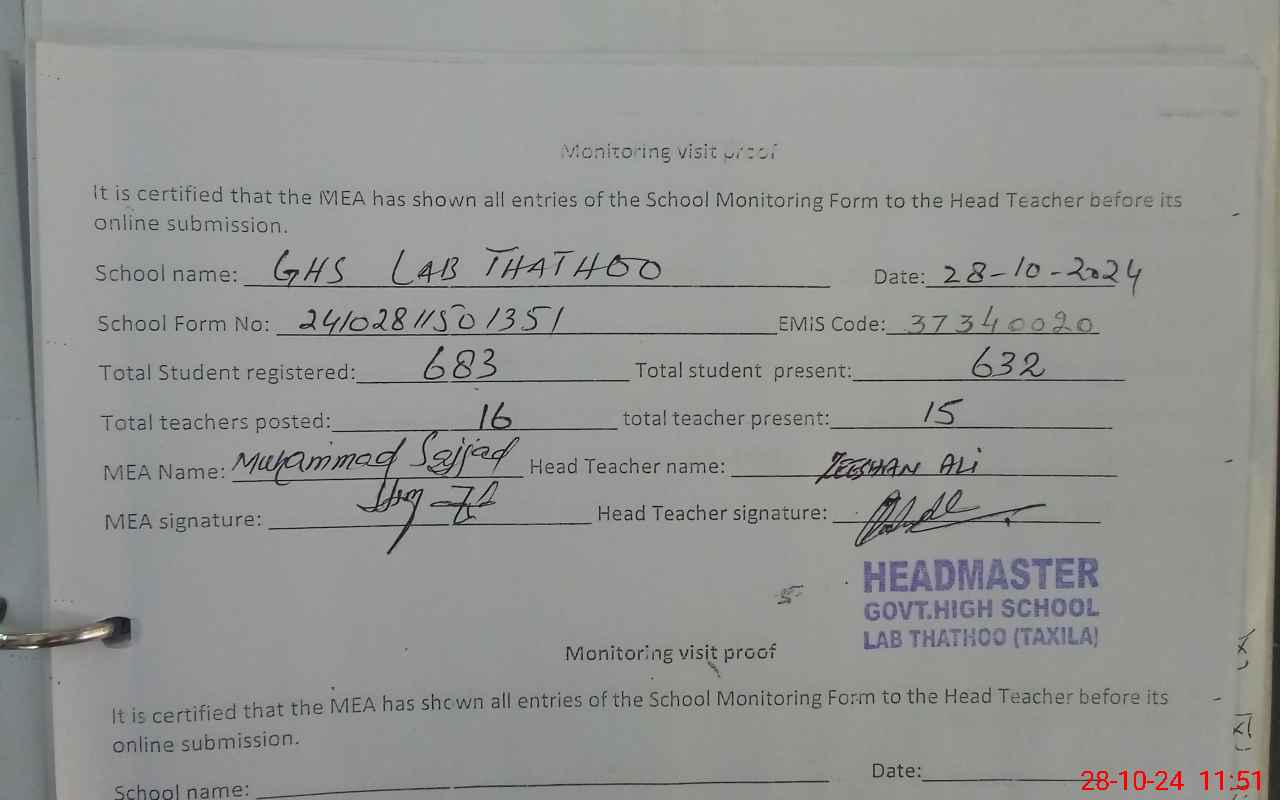 Monitoring visit proof
It is certified that the MEA has shown all entries of the School Monitoring Form to the Head Teacher before its
online submission.
School name: GHS LAB THATHOO Date: 28-10-2024
School Form No: 24102811501351 EMIS Code: 37340020
Total Student registered: 683 Total student present: 632
Total teachers posted: 16 total teacher present: 15
MEA Name: Muhammad Sajjad Head Teacher name: ZEESHAN ALi
MEA signature: Head Teacher signature:
HEADMASTER
GOVT.HIGH SCHOOL
LAB THATHOO (TAXILA)
Monitoring visit proof
It is certified that the MEA has shown all entries of the School Monitoring Form to the Head Teacher before its
online submission.
School name: Date:
28-10-24 11:51